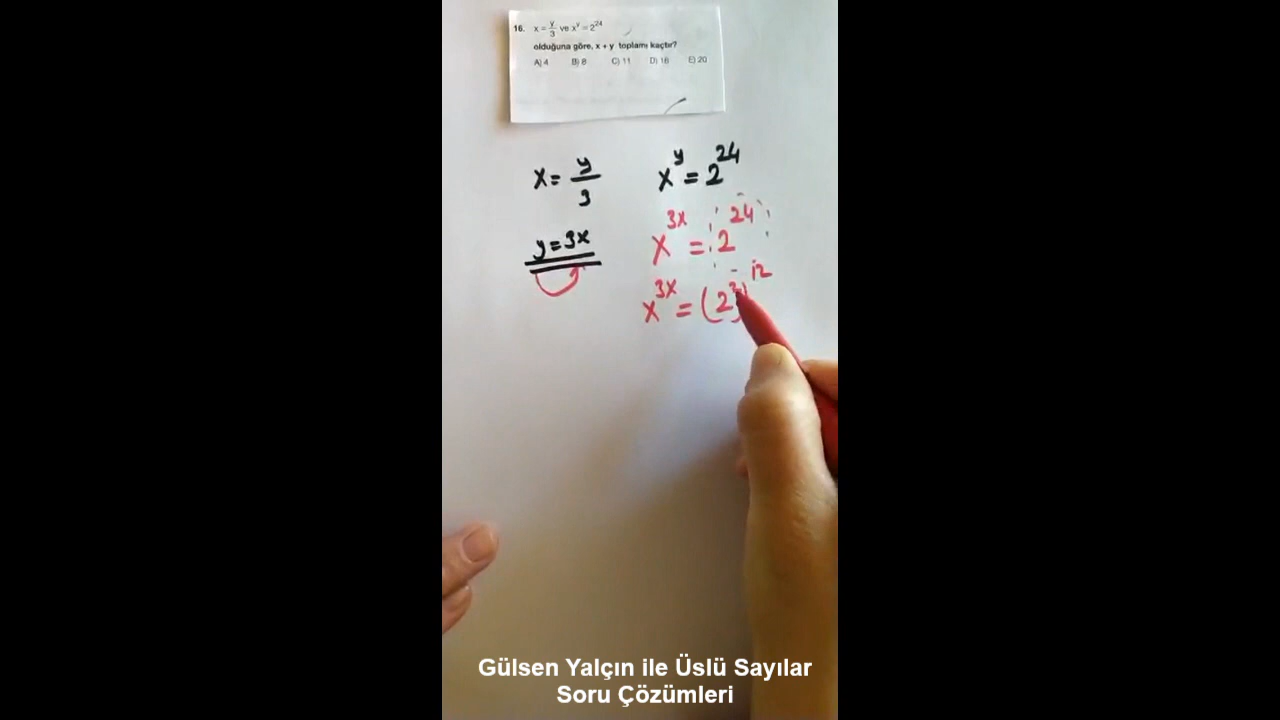 16. x = y/3 ve x^y = 2^24
olduğuna göre, x + y toplamı kaçtır?
A) 4 B) 8 C) 11 D) 16 E) 20
x = y/3
y = 3x
x^y = 2^24
x^3x = 2^24
x^3x = (2^2)^12
Gülsen Yalçın ile Üslü Sayılar
Soru Çözümleri